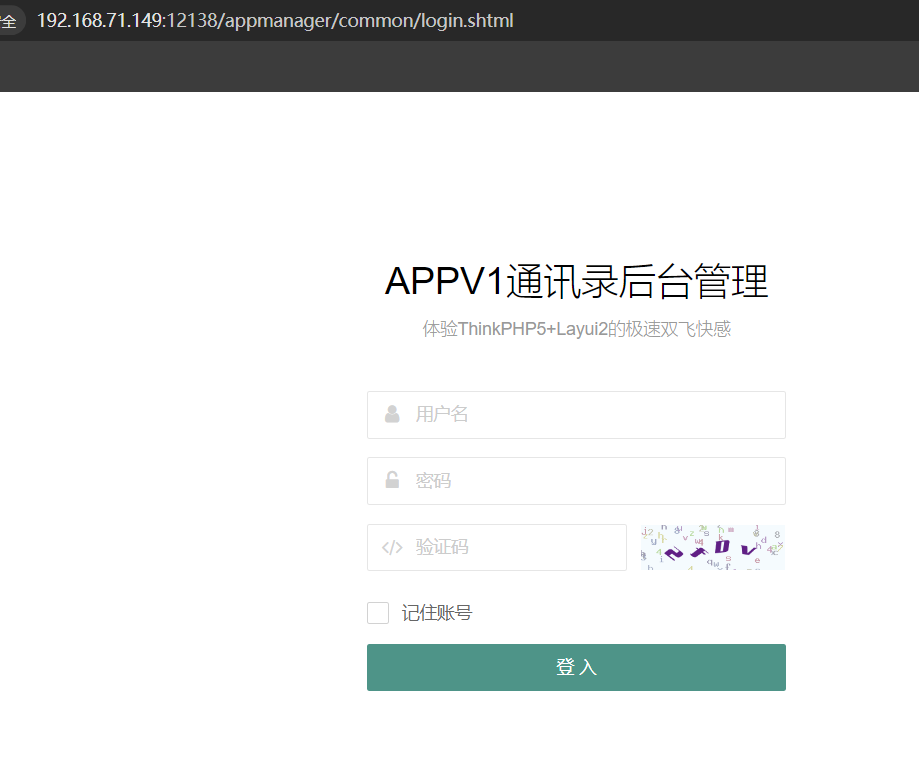 全 192.168.71.149:12138/appmanager/common/login.shtml
APPV1通讯录后台管理
体验ThinkPHP5+Layui2的极速双飞快感
用户名
密码
验证码
记住账号
登 入